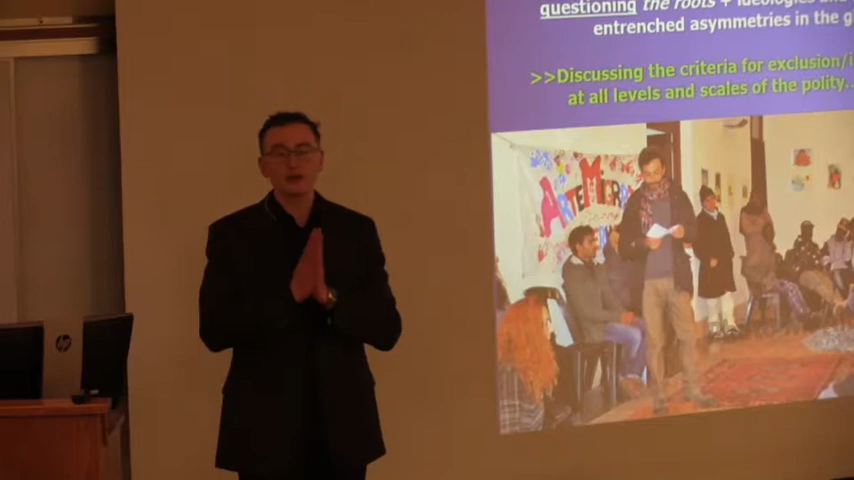 questioning the roots + ideologies and
entrenched asymmetries in the g
>>Discussing the criteria for exclusion/i
at all levels and scales of the polity...
hp